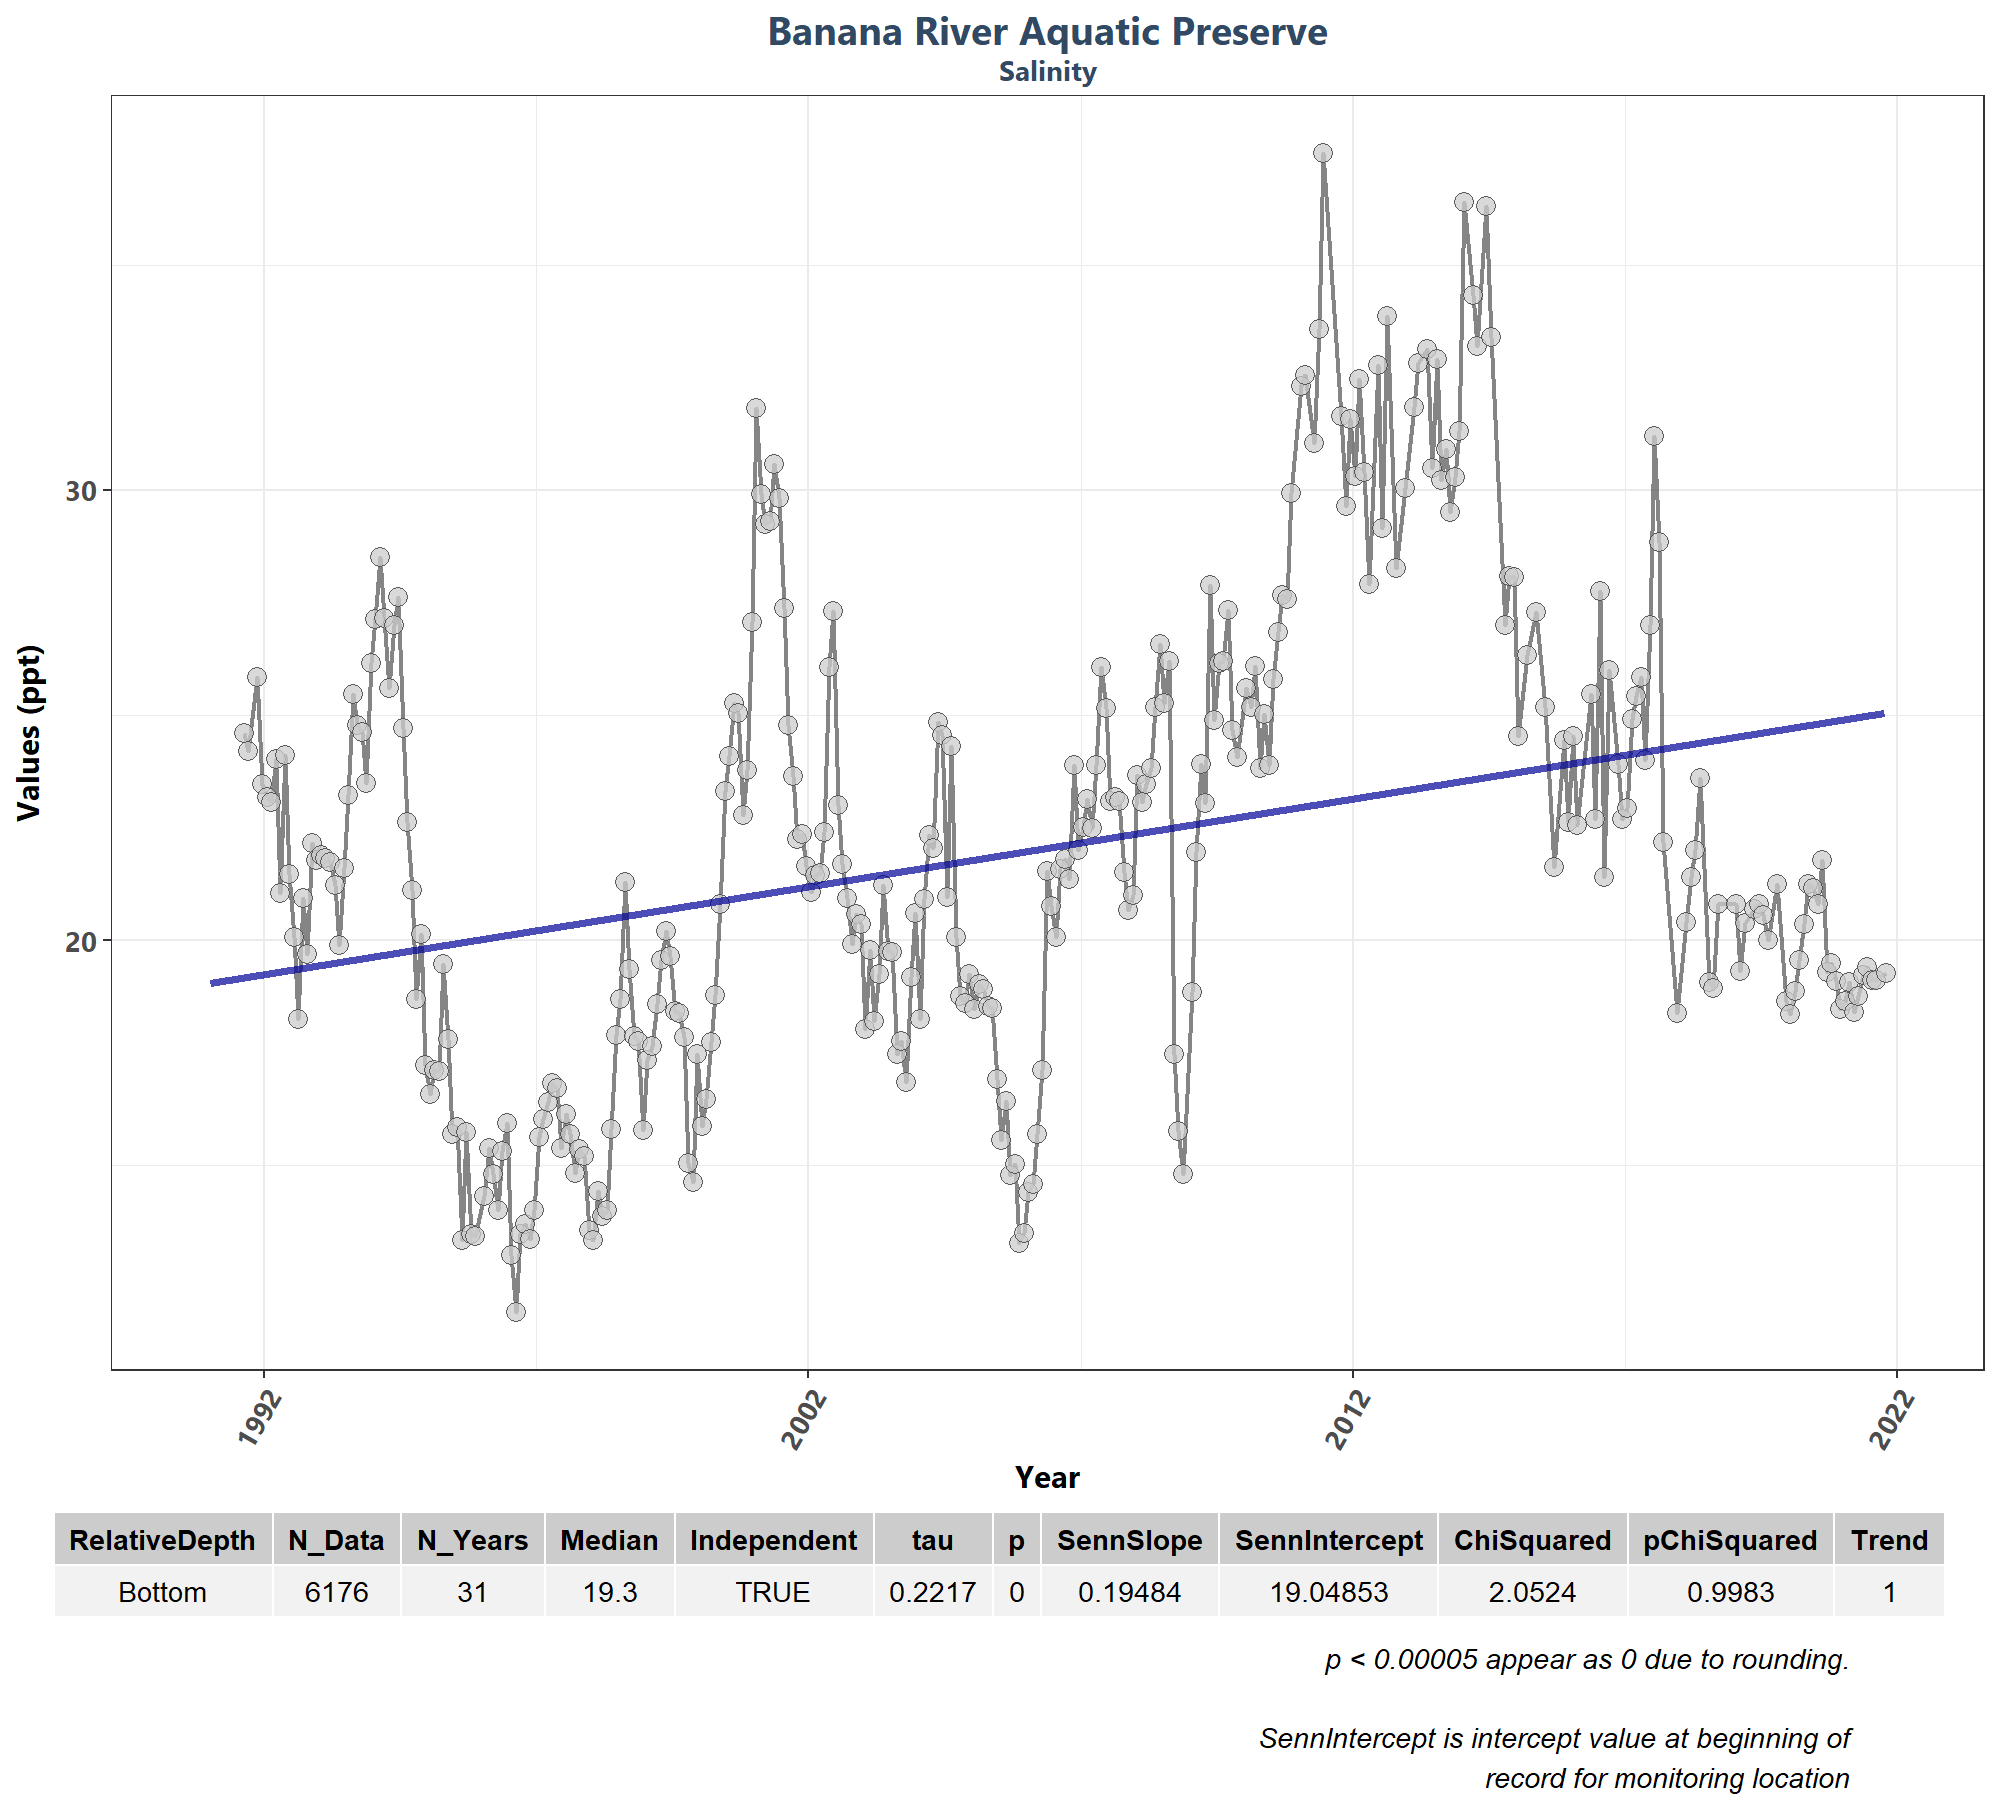 Banana River Aquatic Preserve
Salinity
Values (ppt)
30
20
1992 2002 2012 2022
Year
RelativeDepth N_Data N_Years Median Independent tau p SennSlope SennIntercept ChiSquared pChiSquared Trend
Bottom 6176 31 19.3 TRUE 0.2217 0 0.19484 19.04853 2.0524 0.9983 1
p < 0.00005 appear as 0 due to rounding.
SennIntercept is intercept value at beginning of
record for monitoring location